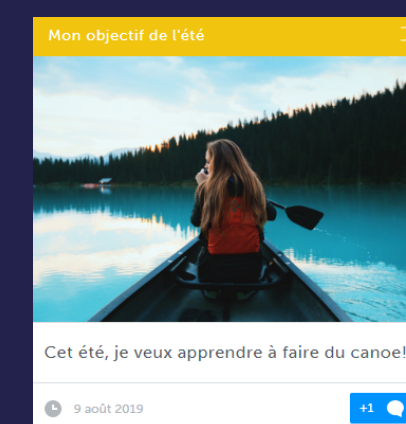 Mon objectif de l'été
Cet été, je veux apprendre à faire du canoe!
9 août 2019
+1